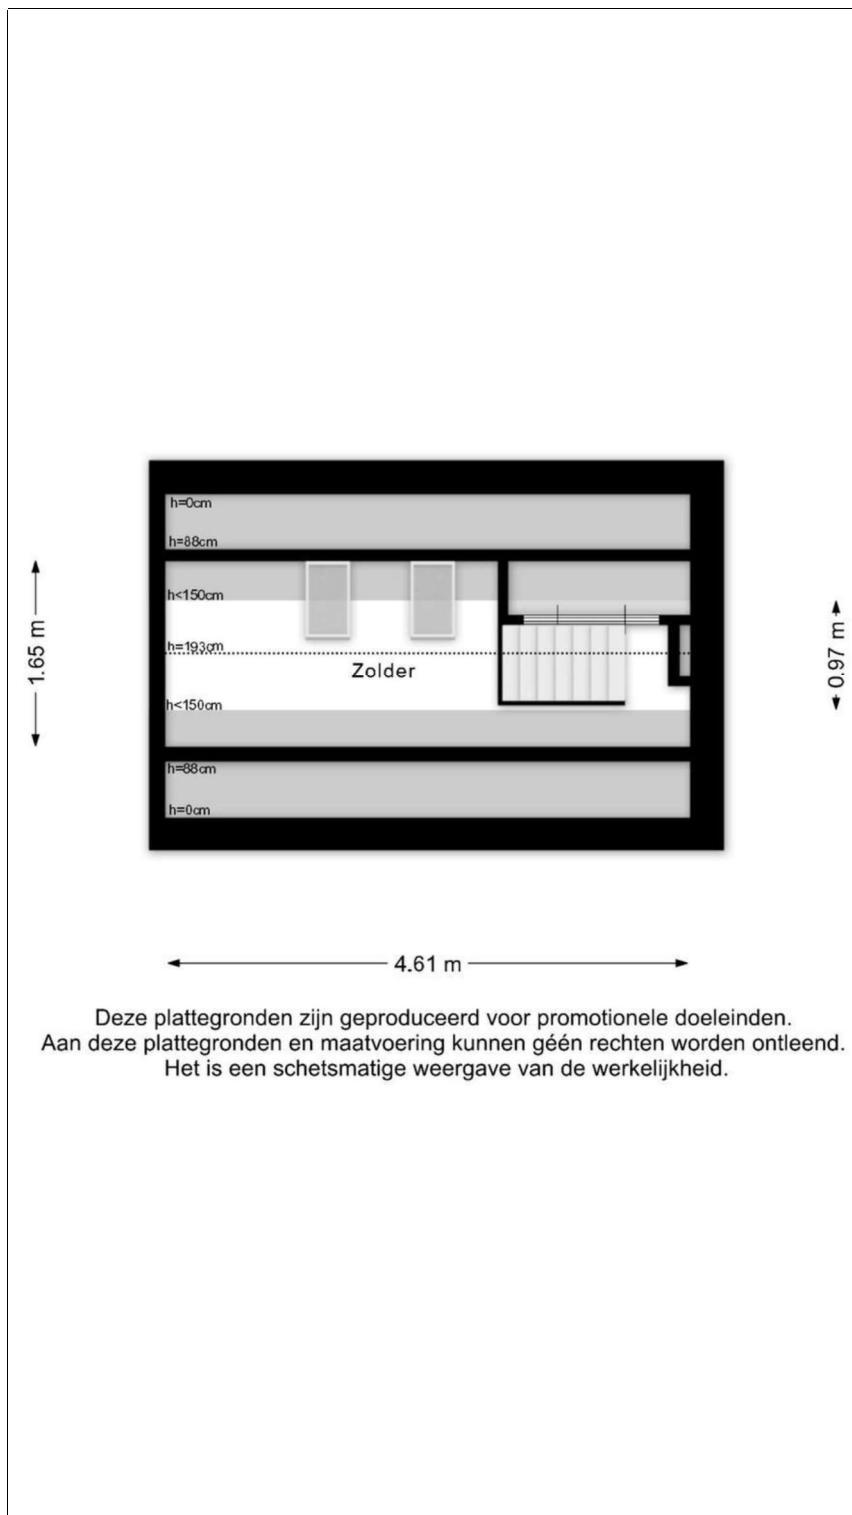 h=0cm
h=88cm
h<150cm
h=193cm
Zolder
h<150cm
h=88cm
h=0cm
1.65 m
0.97 m
4.61 m
Deze plattegronden zijn geproduceerd voor promotionele doeleinden.
Aan deze plattegronden en maatvoering kunnen géén rechten worden ontleend.
Het is een schetsmatige weergave van de werkelijkheid.